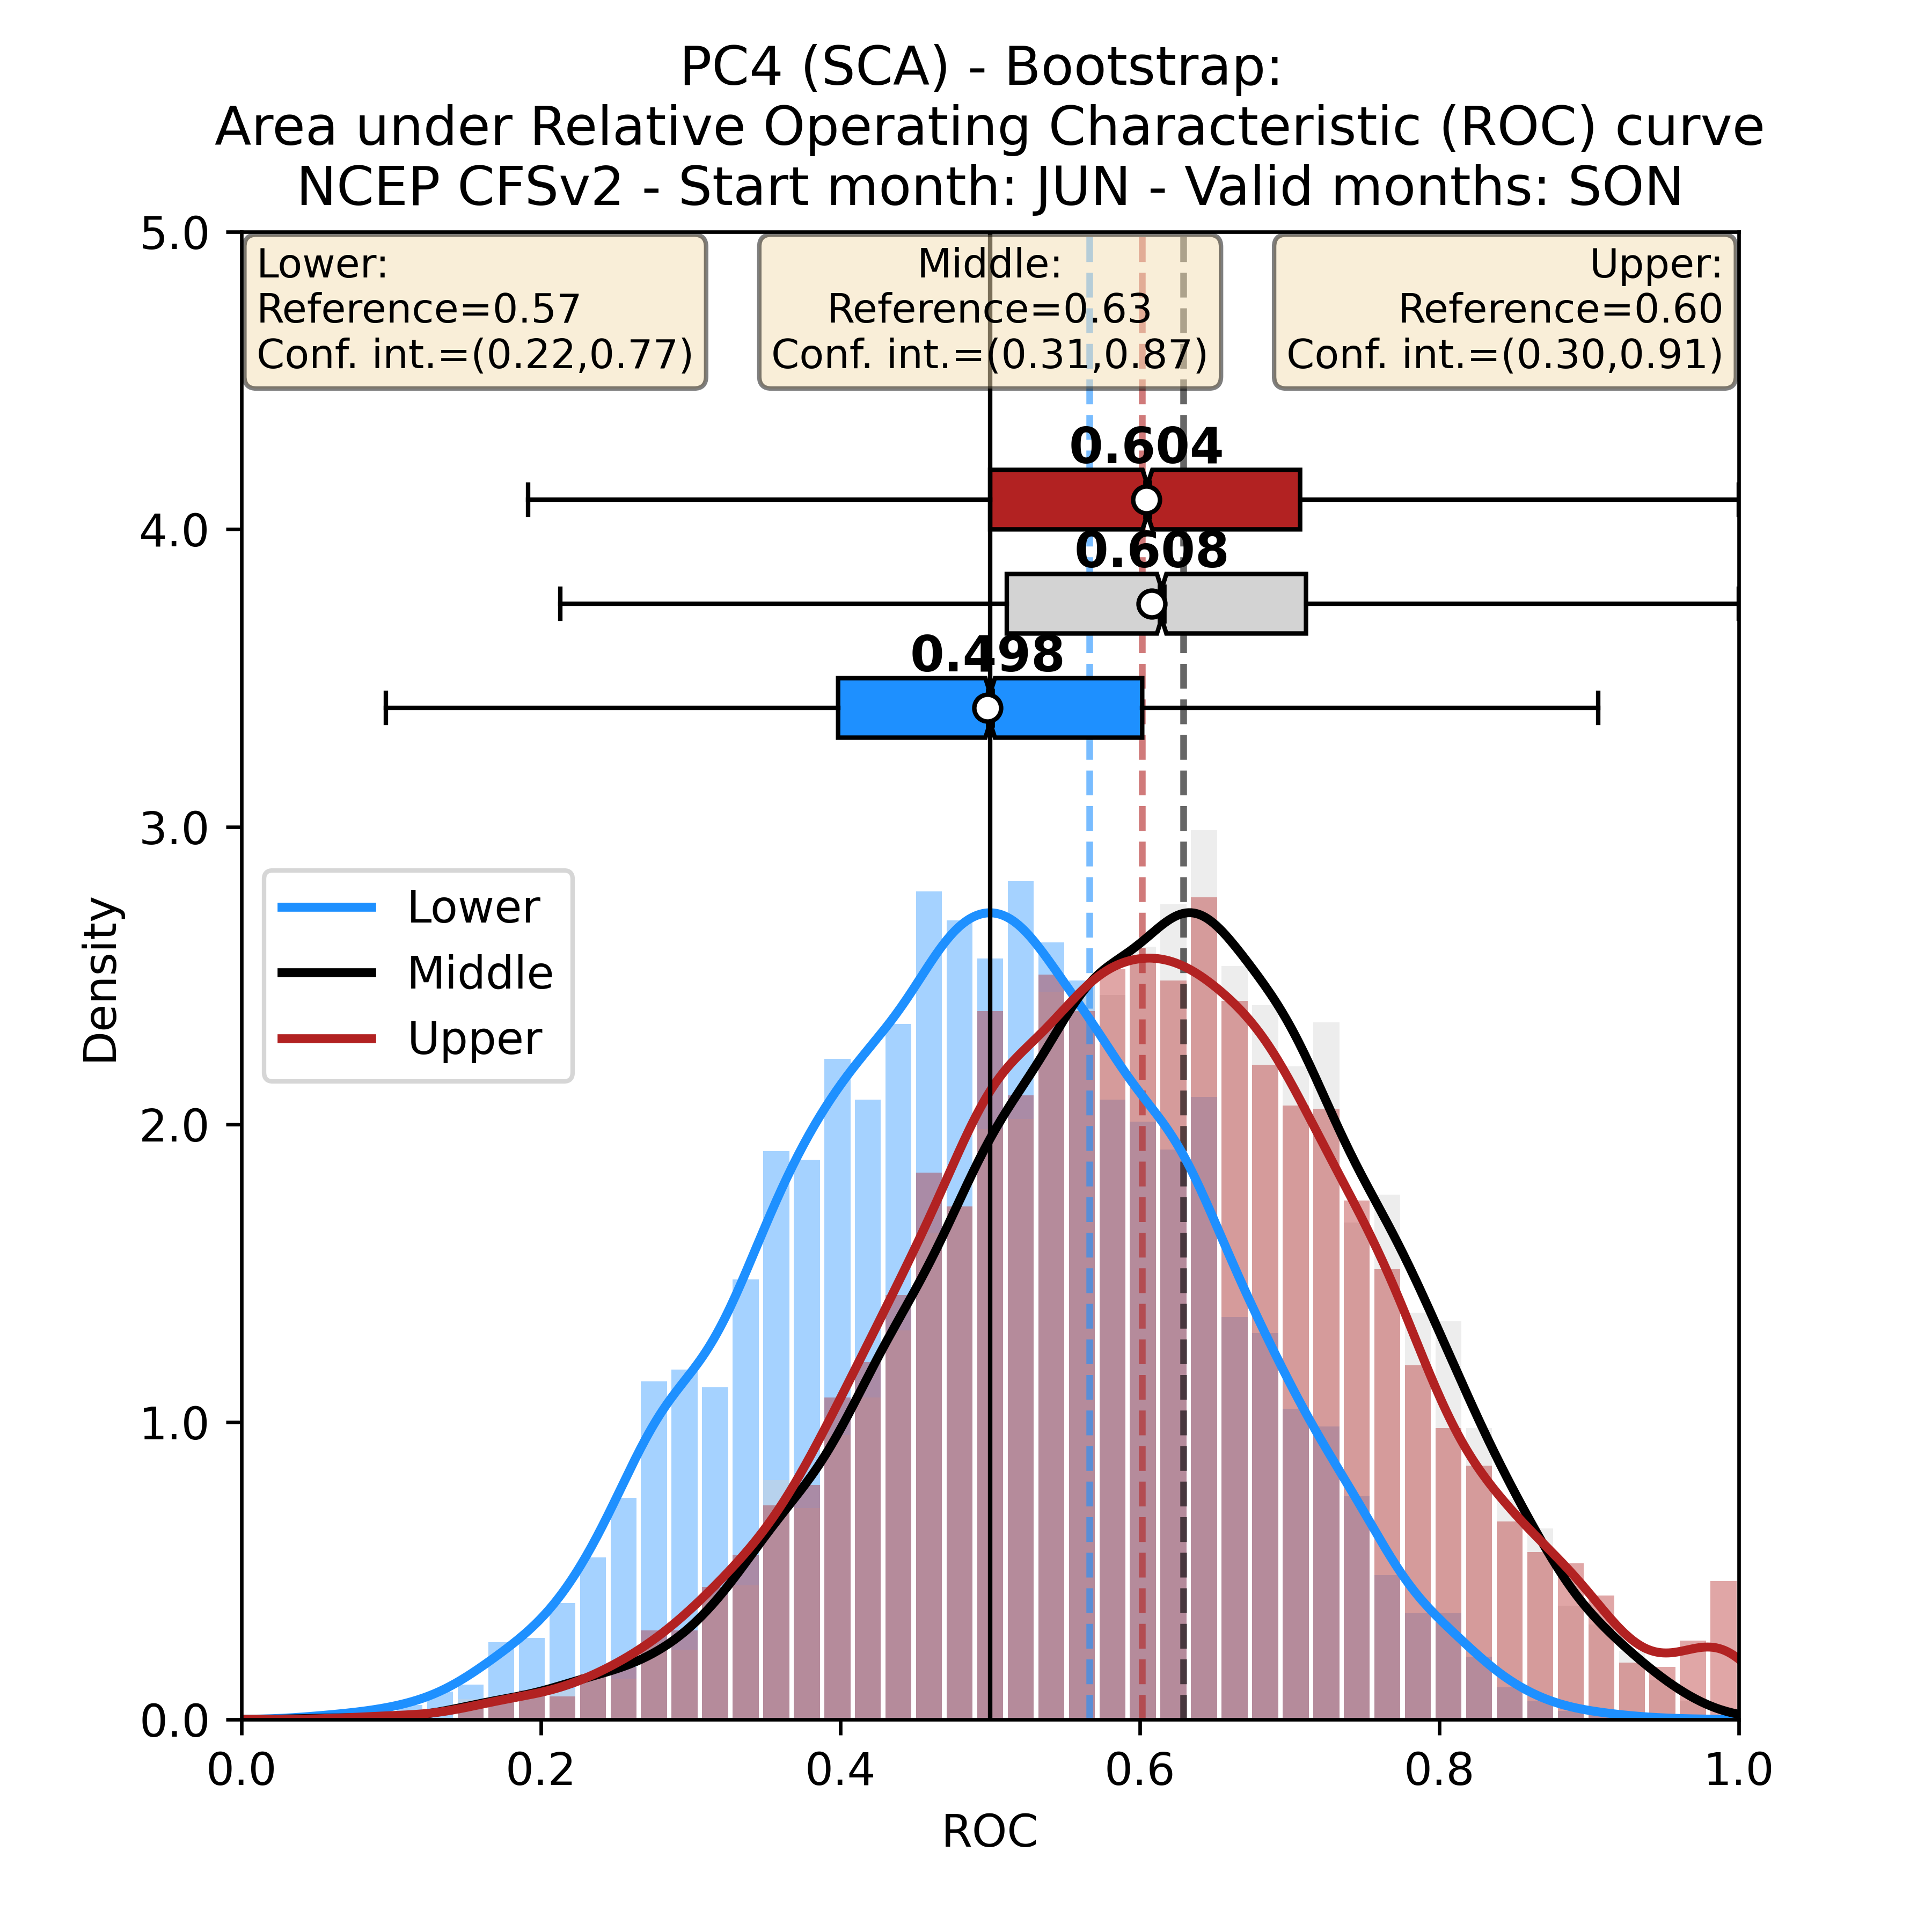 PC4 (SCA) - Bootstrap:
Area under Relative Operating Characteristic (ROC) curve
NCEP CFSv2 - Start month: JUN - Valid months: SON
5.0
Lower:
Reference=0.57
Conf. int.=(0.22,0.77)
Middle:
Reference=0.63
Conf. int.=(0.31,0.87)
Upper:
Reference=0.60
Conf. int.=(0.30,0.91)
0.604
4.0
0.608
0.498
3.0
Lower
Middle
Upper
Density
2.0
1.0
0.0
0.0 0.2 0.4 0.6 0.8 1.0
ROC